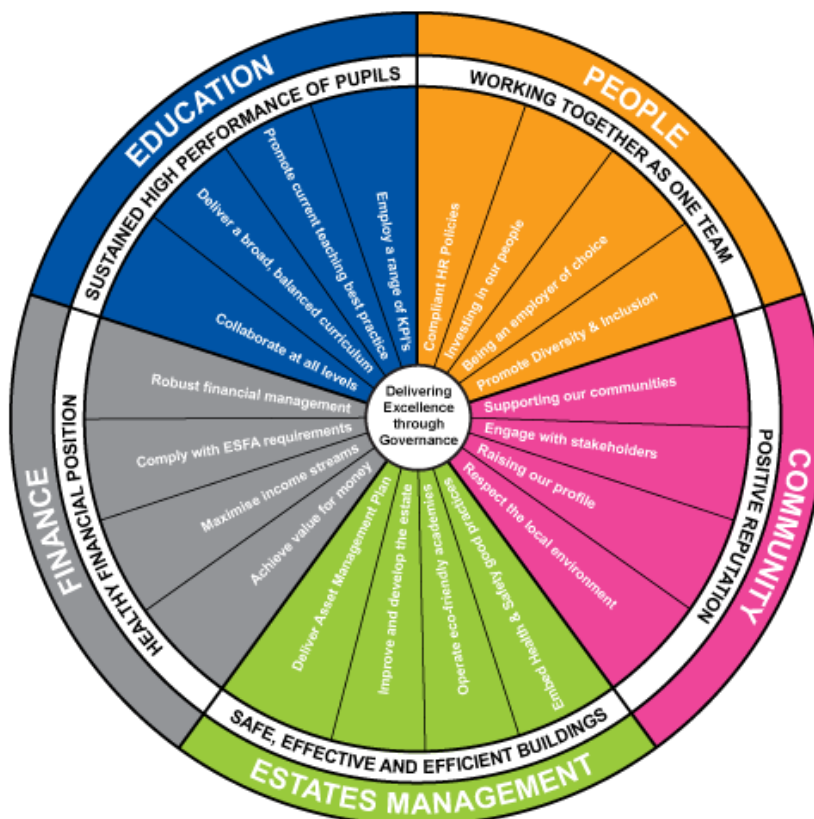 EDUCATION
SUSTAINED HIGH PERFORMANCE OF PUPILS
Collaborate at all levels
Deliver a broad, balanced curriculum
Promote current teaching best practice
Employ a range of KPI's
PEOPLE
WORKING TOGETHER AS ONE TEAM
Compliant HR Policies
Investing in our people
Being an employer of choice
Promote Diversity & Inclusion
COMMUNITY
POSITIVE REPUTATION
Supporting our communities
Engage with stakeholders
Raising our profile
Respect the local environment
ESTATES MANAGEMENT
SAFE, EFFECTIVE AND EFFICIENT BUILDINGS
Deliver Asset Management Plan
Improve and develop the estate
Operate eco-friendly academies
Embed Health & Safety good practices
FINANCE
HEALTHY FINANCIAL POSITION
Robust financial management
Comply with ESFA requirements
Maximise income streams
Achieve value for money
Delivering
Excellence
through
Governance